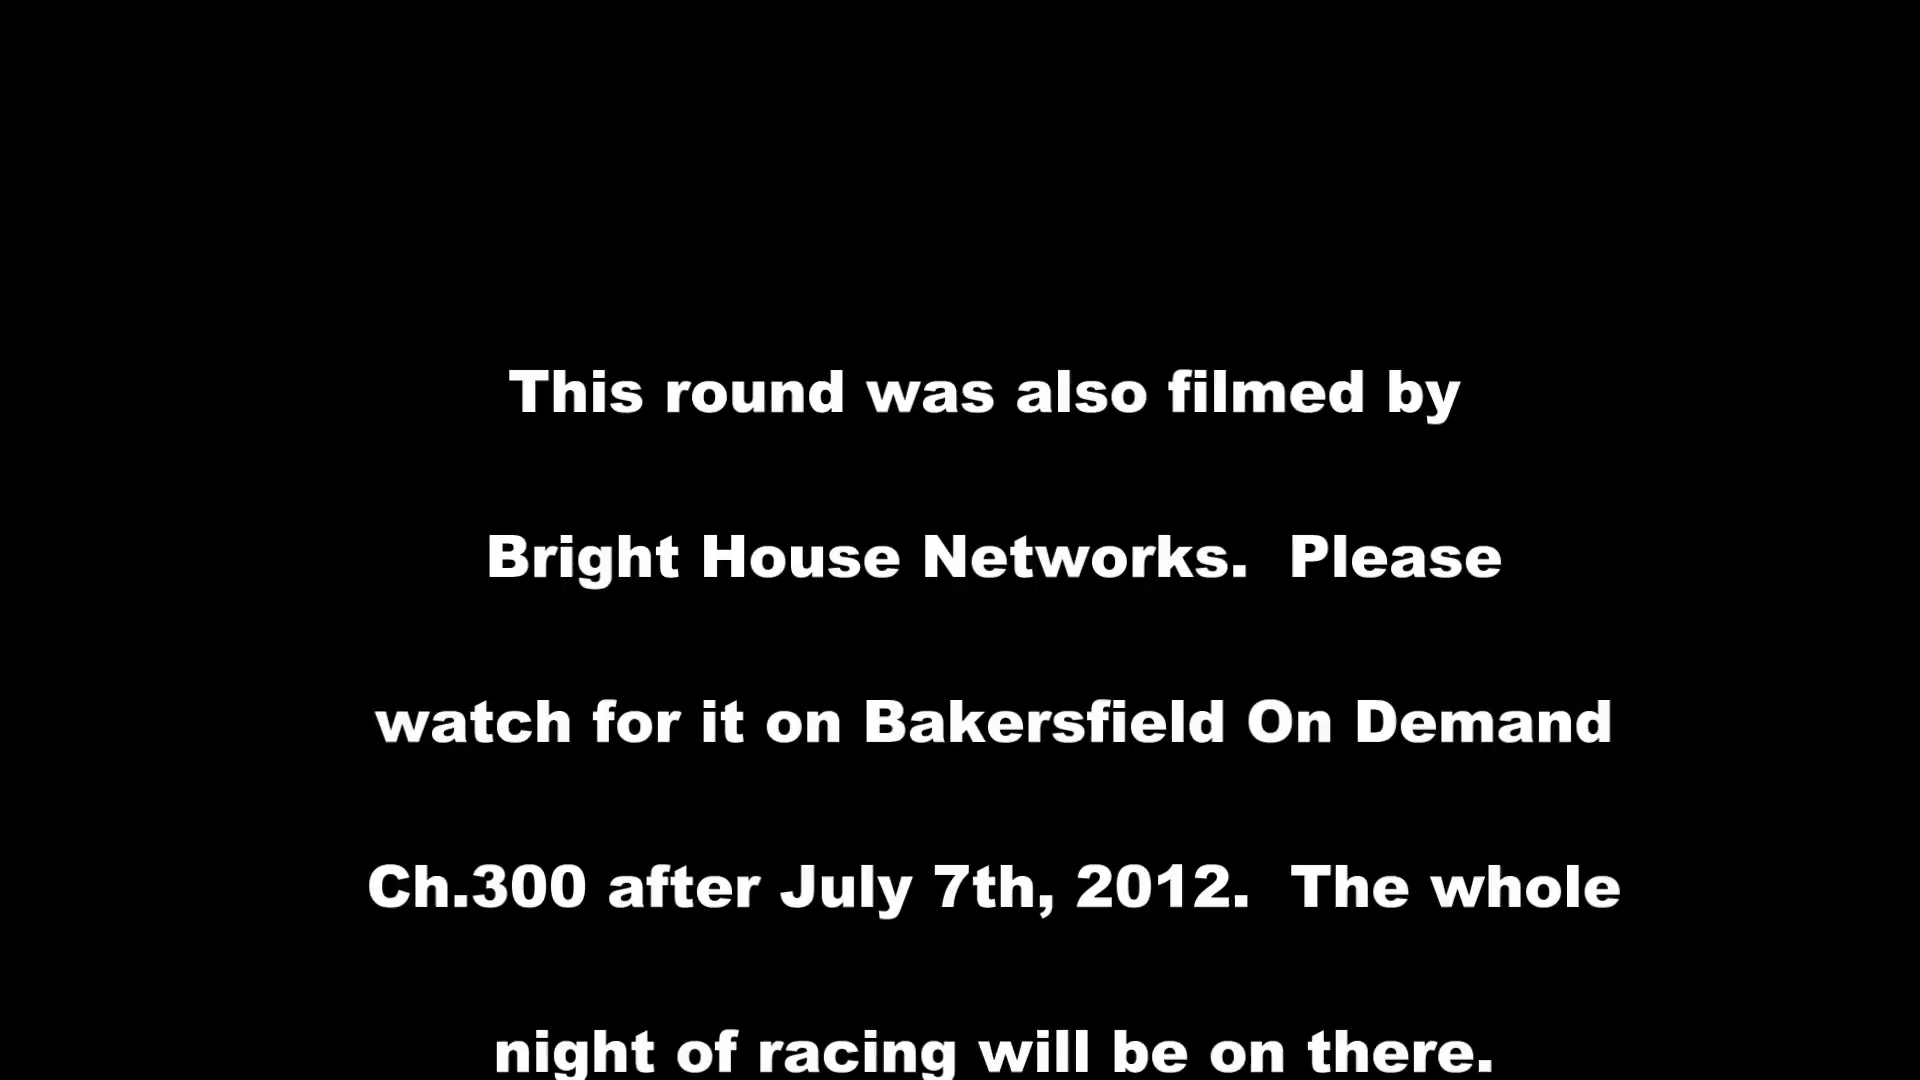 This round was also filmed by
Bright House Networks.  Please
watch for it on Bakersfield On Demand
Ch.300 after July 7th, 2012.  The whole
night of racing will be on there.